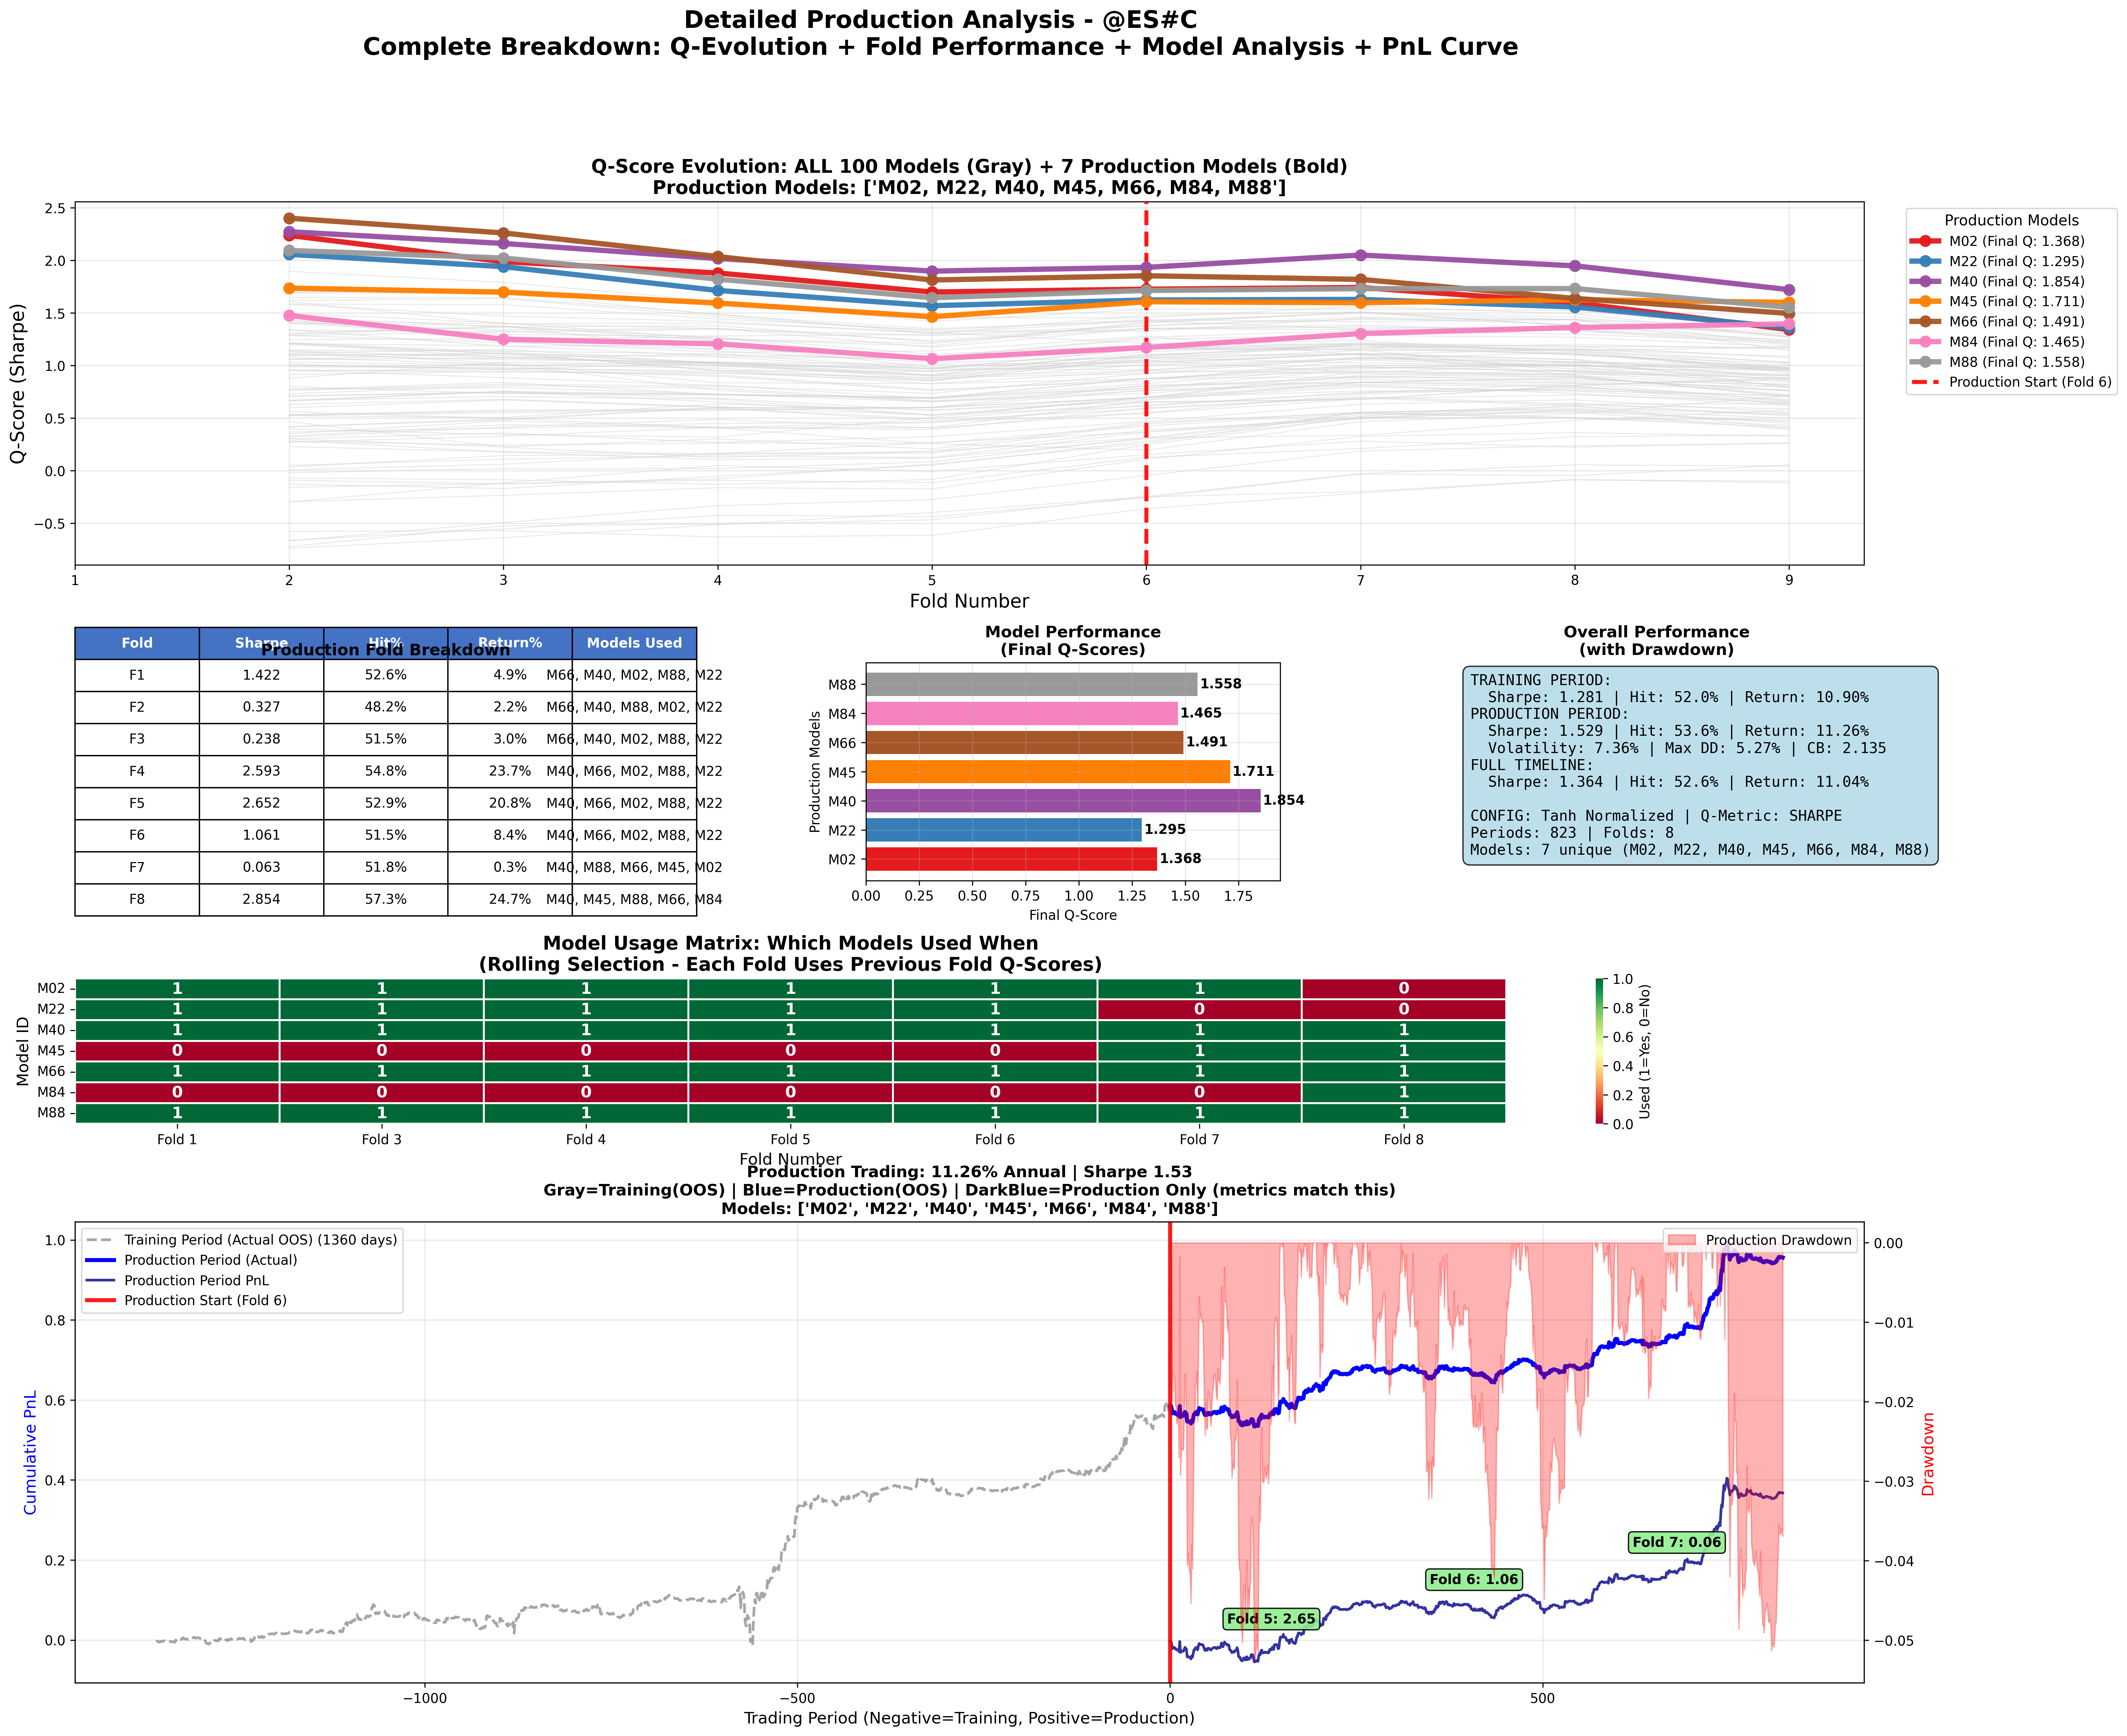 Detailed Production Analysis - @ES#C
Complete Breakdown: Q-Evolution + Fold Performance + Model Analysis + PnL Curve
Q-Score Evolution: ALL 100 Models (Gray) + 7 Production Models (Bold)
Production Models: ['M02, M22, M40, M45, M66, M84, M88']
Q-Score (Sharpe)
2.5
2.0
1.5
1.0
0.5
0.0
−0.5
1 2 3 4 5 6 7 8 9
Fold Number
Production Models
M02 (Final Q: 1.368)
M22 (Final Q: 1.295)
M40 (Final Q: 1.854)
M45 (Final Q: 1.711)
M66 (Final Q: 1.491)
M84 (Final Q: 1.465)
M88 (Final Q: 1.558)
Production Start (Fold 6)
Production Fold Breakdown
Fold Sharpe Hit% Return% Models Used
F1 1.422 52.6% 4.9% M66, M40, M02, M88, M22
F2 0.327 48.2% 2.2% M66, M40, M88, M02, M22
F3 0.238 51.5% 3.0% M66, M40, M02, M88, M22
F4 2.593 54.8% 23.7% M40, M66, M02, M88, M22
F5 2.652 52.9% 20.8% M40, M66, M02, M88, M22
F6 1.061 51.5% 8.4% M40, M66, M02, M88, M22
F7 0.063 51.8% 0.3% M40, M88, M66, M45, M02
F8 2.854 57.3% 24.7% M40, M45, M88, M66, M84
Model Performance
(Final Q-Scores)
Production Models
M88 1.558
M84 1.465
M66 1.491
M45 1.711
M40 1.854
M22 1.295
M02 1.368
0.00 0.25 0.50 0.75 1.00 1.25 1.50 1.75
Final Q-Score
Overall Performance
(with Drawdown)
TRAINING PERIOD:
Sharpe: 1.281 | Hit: 52.0% | Return: 10.90%
PRODUCTION PERIOD:
Sharpe: 1.529 | Hit: 53.6% | Return: 11.26%
Volatility: 7.36% | Max DD: 5.27% | CB: 2.135
FULL TIMELINE:
Sharpe: 1.364 | Hit: 52.6% | Return: 11.04%
CONFIG: Tanh Normalized | Q-Metric: SHARPE
Periods: 823 | Folds: 8
Models: 7 unique (M02, M22, M40, M45, M66, M84, M88)
Model Usage Matrix: Which Models Used When
(Rolling Selection - Each Fold Uses Previous Fold Q-Scores)
Model ID
M02 1 1 1 1 1 1 0
M22 1 1 1 1 1 0 0
M40 1 1 1 1 1 1 1
M45 0 0 0 0 0 1 1
M66 1 1 1 1 1 1 1
M84 0 0 0 0 0 0 1
M88 1 1 1 1 1 1 1
Fold 1 Fold 3 Fold 4 Fold 5 Fold 6 Fold 7 Fold 8
Fold Number
1.0
0.8
0.6
0.4
0.2
0.0
Used (1=Yes, 0=No)
Production Trading: 11.26% Annual | Sharpe 1.53
Gray=Training(OOS) | Blue=Production(OOS) | DarkBlue=Production Only (metrics match this)
Models: ['M02', 'M22', 'M40', 'M45', 'M66', 'M84', 'M88']
Training Period (Actual OOS) (1360 days)
Production Period (Actual)
Production Period PnL
Production Start (Fold 6)
Production Drawdown
Cumulative PnL
1.0
0.8
0.6
0.4
0.2
0.0
Fold 5: 2.65
Fold 6: 1.06
Fold 7: 0.06
0.00
−0.01
−0.02
−0.03
−0.04
−0.05
Drawdown
−1000 −500 0 500
Trading Period (Negative=Training, Positive=Production)